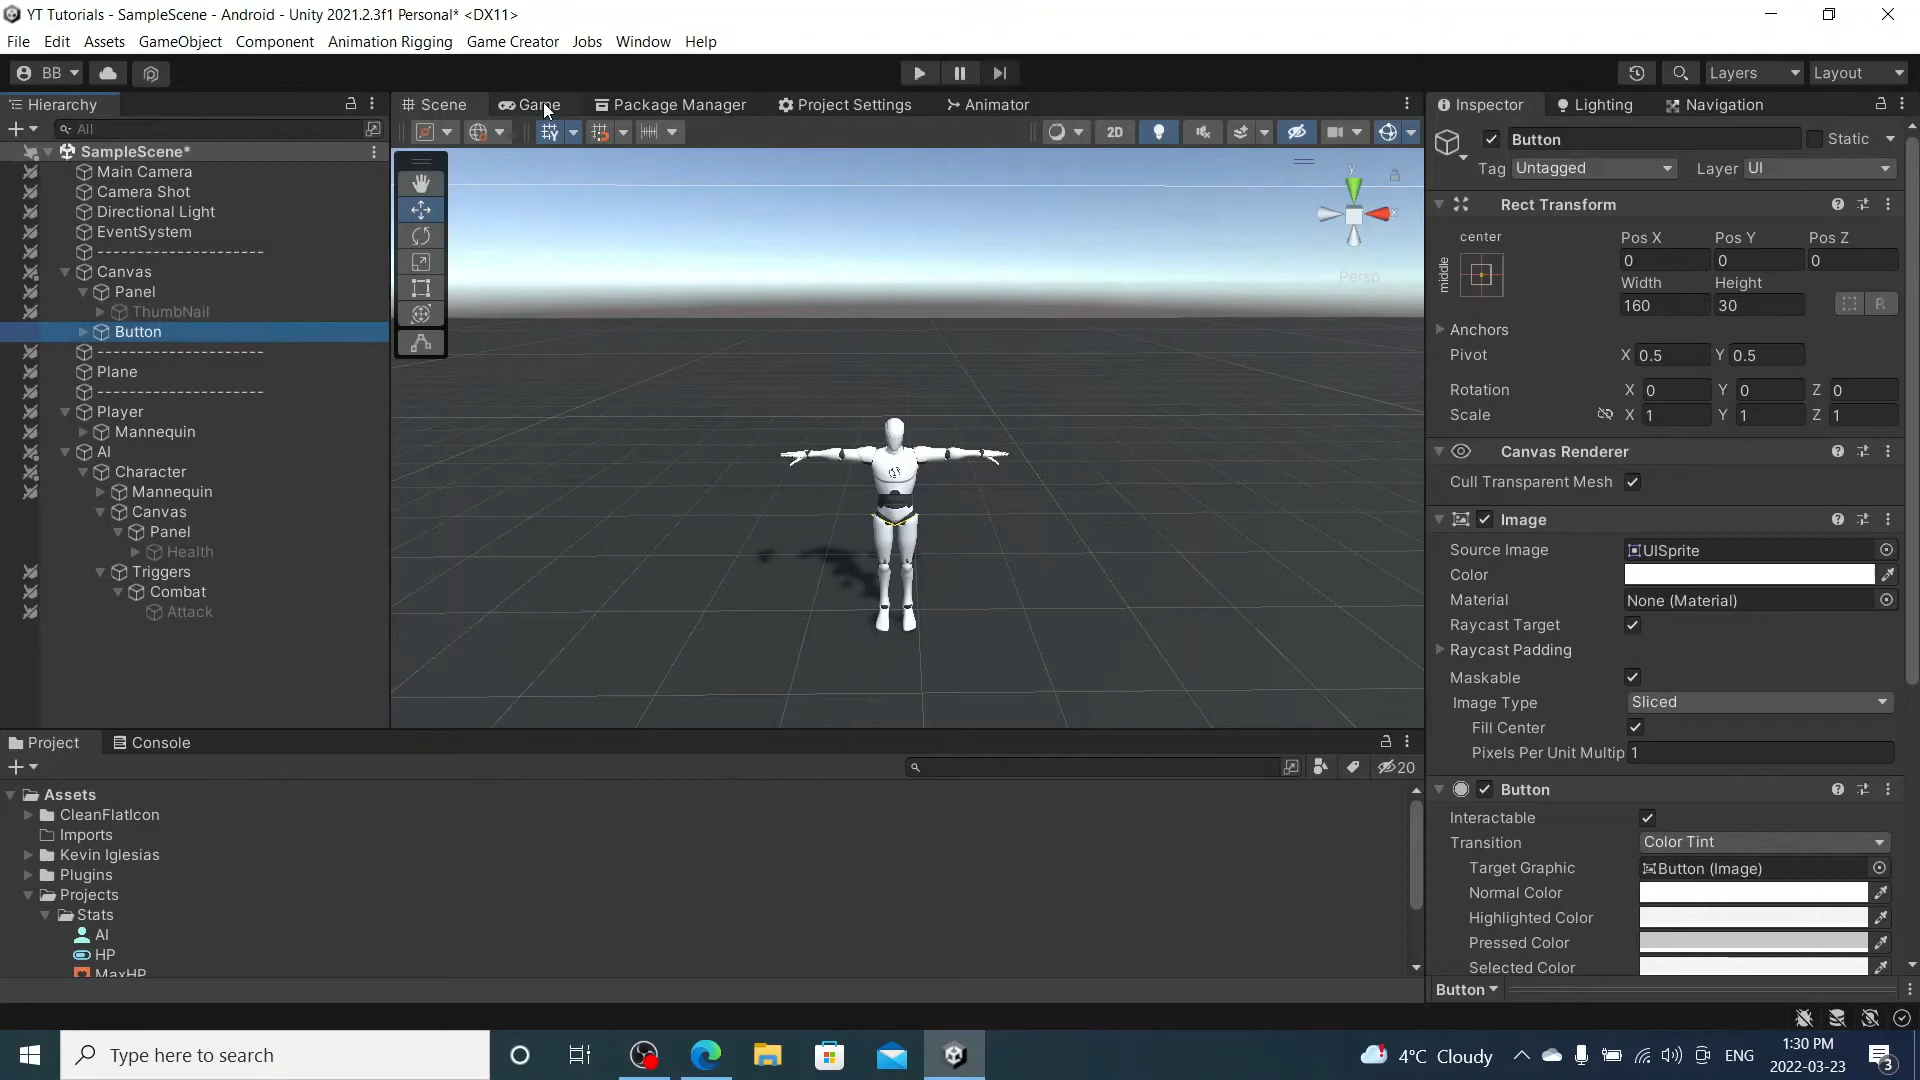 YT Tutorials - SampleScene - Android - Unity 2021.2.3f1 Personal* <DX11>
File Edit Assets GameObject Component Animation Rigging Game Creator Jobs Window Help
BB Layers Layout
Hierarchy Scene Game Package Manager Project Settings Animator Inspector Lighting Navigation
All 2D Button Static
SampleScene*
Tag Untagged Layer UI
Main Camera
Camera Shot
Directional Light
EventSystem
----------------------
Canvas
Panel
ThumbNail
Button
----------------------
Plane
----------------------
Player
Mannequin
AI
Character
Mannequin
Canvas
Panel
Health
Triggers
Combat
Attack
y
x
Persp
Rect Transform
center Pos X Pos Y Pos Z
middle 0 0 0
Width Height
160 30 R
Anchors
Pivot X 0.5 Y 0.5
Rotation X 0 Y 0 Z 0
Scale X 1 Y 1 Z 1
Canvas Renderer
Cull Transparent Mesh
Image
Source Image UISprite
Color
Material None (Material)
Raycast Target
Raycast Padding
Maskable
Image Type Sliced
Fill Center
Pixels Per Unit Multip 1
Button
Interactable
Transition Color Tint
Target Graphic Button (Image)
Normal Color
Highlighted Color
Pressed Color
Selected Color
Button
Project Console
20
Assets
CleanFlatIcon
Imports
Kevin Iglesias
Plugins
Projects
Stats
AI
HP
MaxHP
Type here to search
4°C Cloudy ENG 1:30 PM
2022-03-23
3